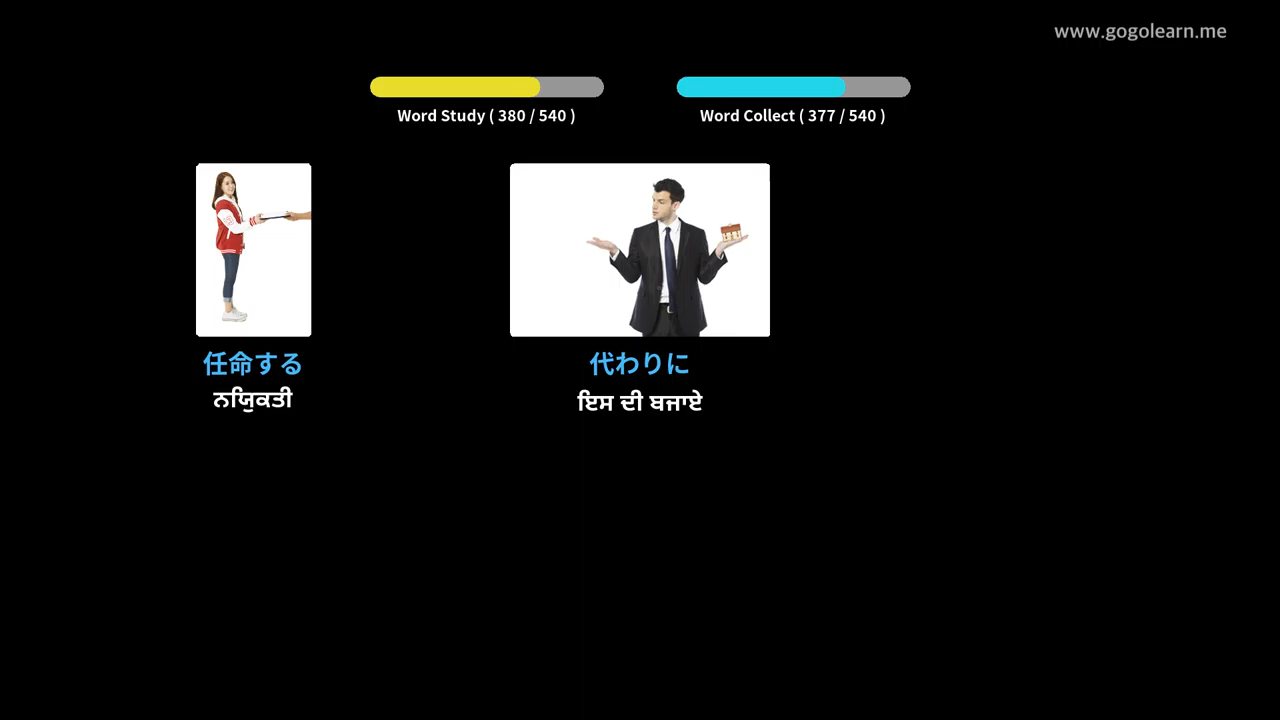 www.gogolearn.me
Word Study ( 380 / 540 )
Word Collect ( 377 / 540 )
任命する
ਨਯਿੁਕਤੀ
代わりに
ਇਸ ਦੀ ਬਜਾਏ